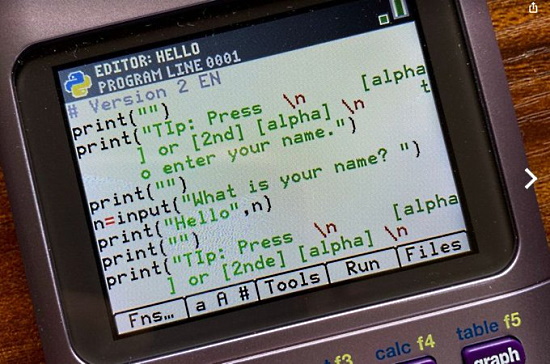 EDITOR: HELLO
PROGRAM LINE 0001
# Version 2 EN
print("")
print("TIp: Press \n [alpha
] or [2nd] [alpha] \n t
o enter your name.")
print("")
n=input("What is your name? ")
print("Hello",n)
print("")
print("TIp: Press \n [alpha
] or [2nde] [alpha] \n
Fns… a A # Tools Run Files
f3 calc f4 table f5
graph